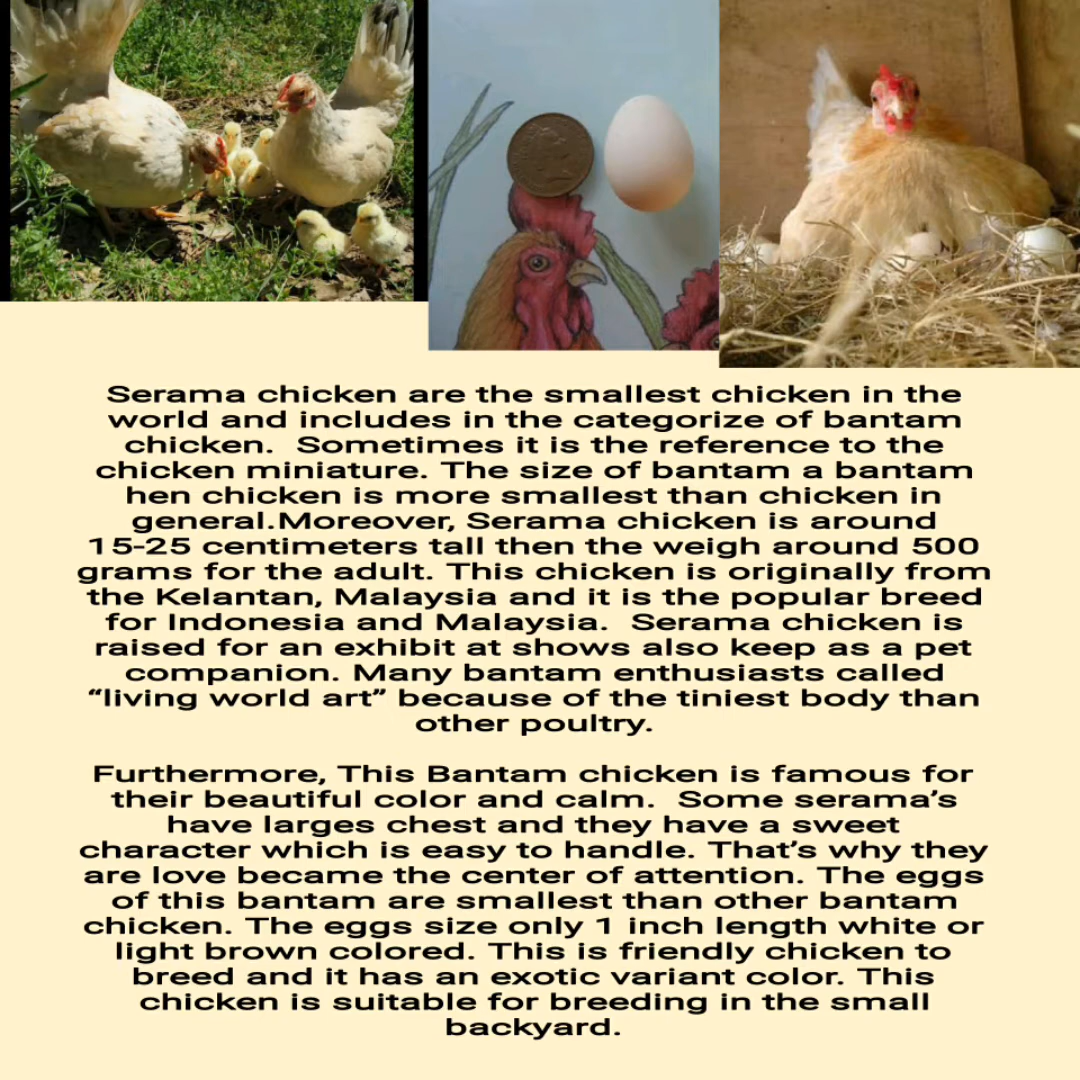 Serama chicken are the smallest chicken in the
world and includes in the categorize of bantam
chicken.  Sometimes it is the reference to the
chicken miniature. The size of bantam a bantam
hen chicken is more smallest than chicken in
general.Moreover, Serama chicken is around
15-25 centimeters tall then the weigh around 500
grams for the adult. This chicken is originally from
the Kelantan, Malaysia and it is the popular breed
for Indonesia and Malaysia.  Serama chicken is
raised for an exhibit at shows also keep as a pet
companion. Many bantam enthusiasts called
“living world art” because of the tiniest body than
other poultry.

Furthermore, This Bantam chicken is famous for
their beautiful color and calm.  Some serama’s
have larges chest and they have a sweet
character which is easy to handle. That’s why they
are love became the center of attention. The eggs
of this bantam are smallest than other bantam
chicken. The eggs size only 1 inch length white or
light brown colored. This is friendly chicken to
breed and it has an exotic variant color. This
chicken is suitable for breeding in the small
backyard.